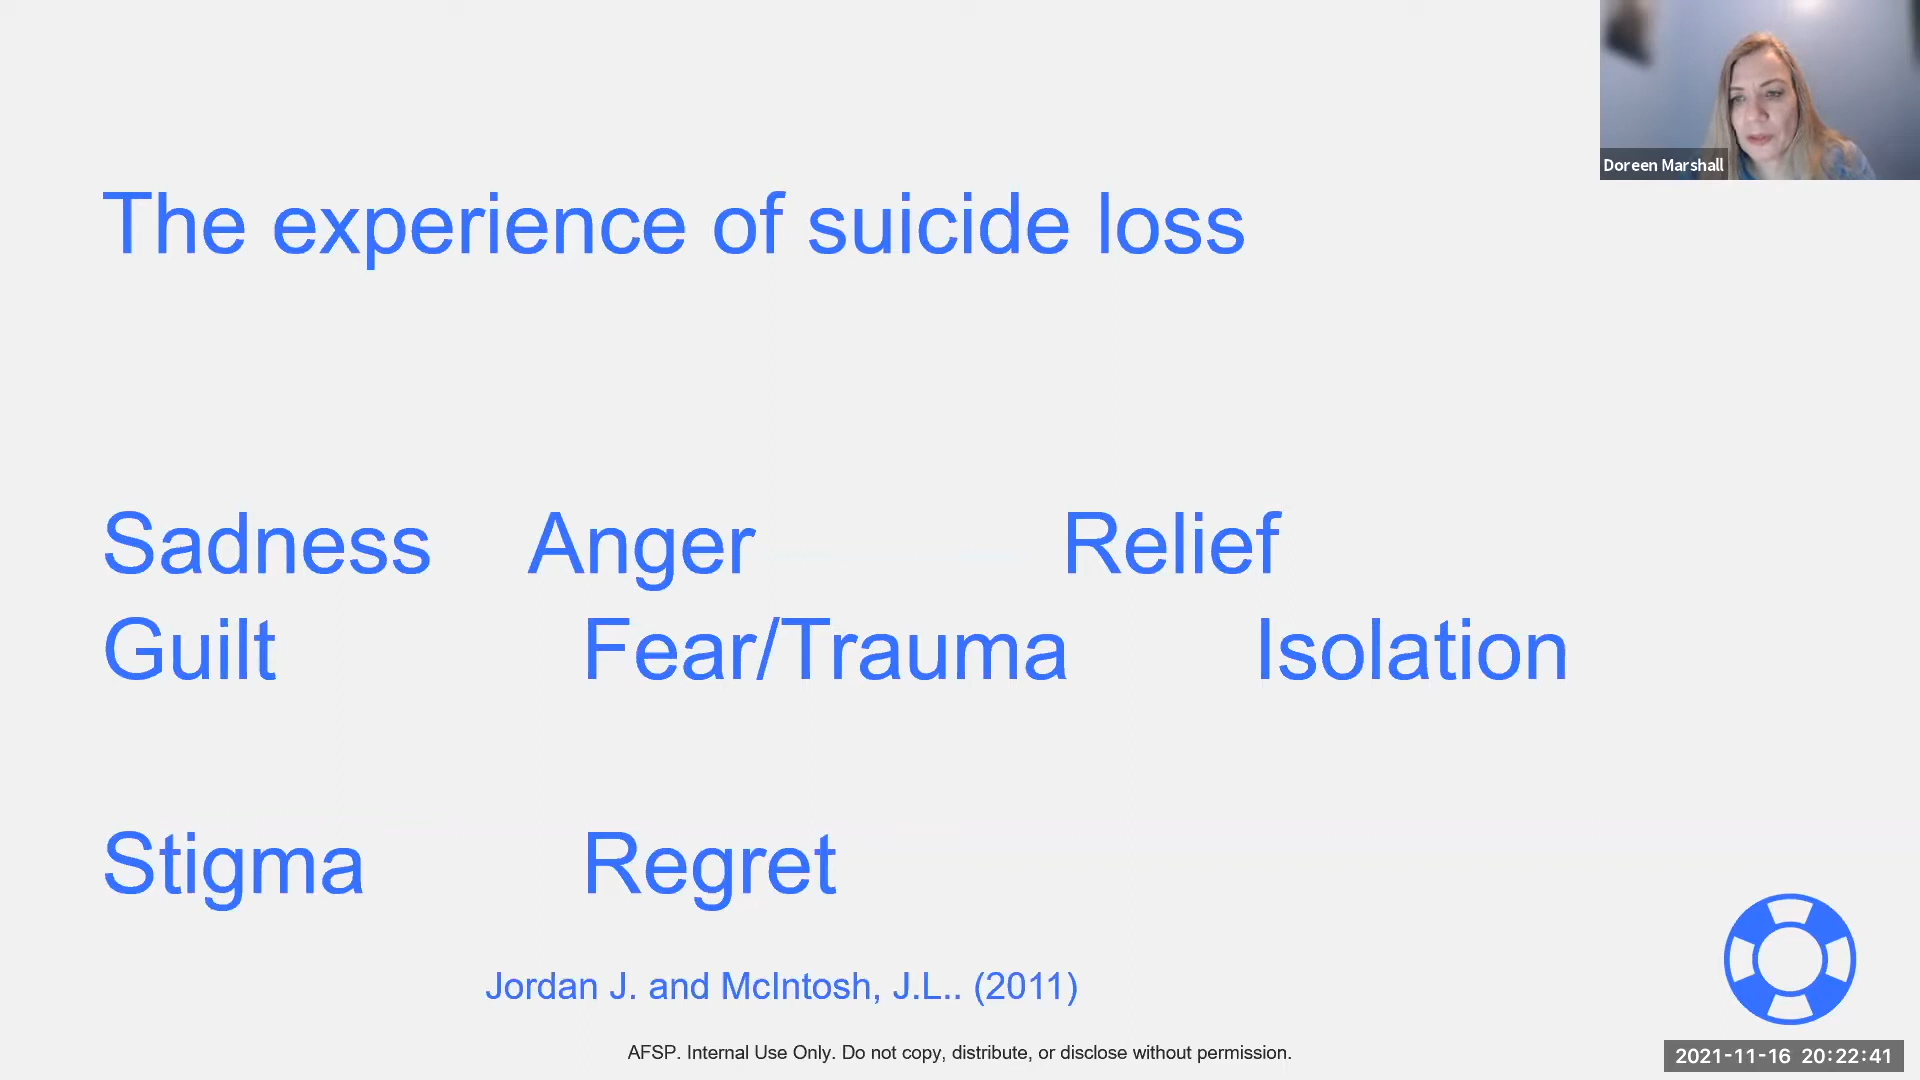 Doreen Marshall
The experience of suicide loss
Sadness Anger Relief
Guilt Fear/Trauma Isolation
Stigma Regret
Jordan J. and McIntosh, J.L.. (2011)
AFSP. Internal Use Only. Do not copy, distribute, or disclose without permission.
2021-11-16 20:22:41